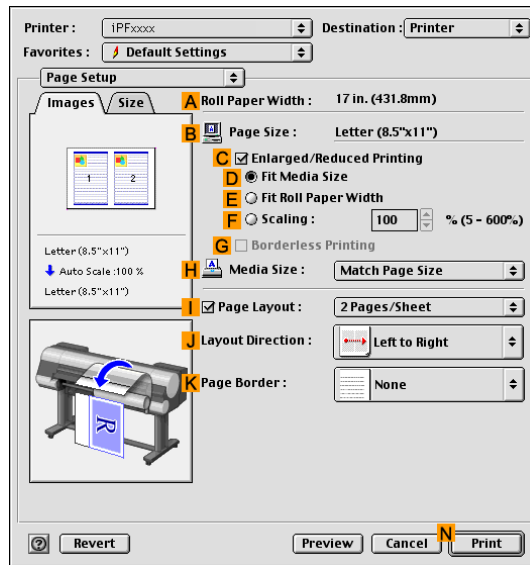 Printer : iPFxxxx Destination : Printer
Favorites : Default Settings
Page Setup
Images Size
A Roll Paper Width : 17 in. (431.8mm)
B Page Size : Letter (8.5"x11")
C Enlarged/Reduced Printing
D Fit Media Size
E Fit Roll Paper Width
F Scaling : 100 % (5 - 600%)
G Borderless Printing
1 2
Letter (8.5"x11")
Auto Scale :100 %
Letter (8.5"x11")
H Media Size : Match Page Size
I Page Layout : 2 Pages/Sheet
J Layout Direction : Left to Right
K Page Border : None
R
? Revert Preview Cancel N Print